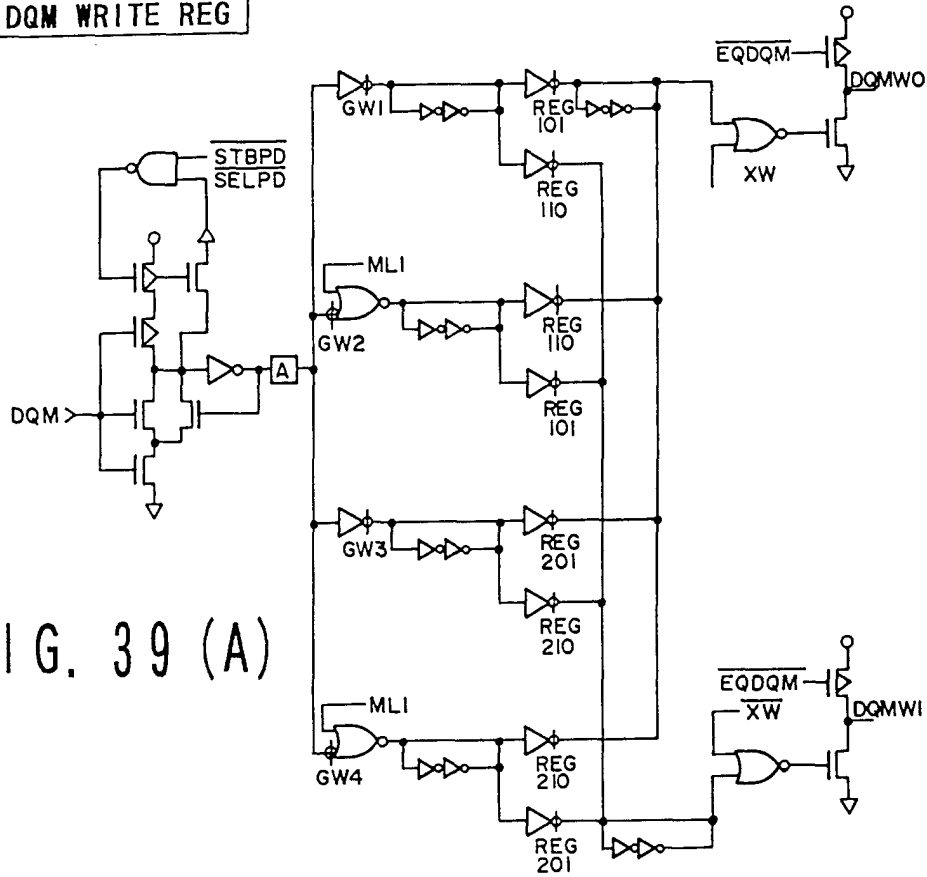 DQM WRITE REG
EQDQM
DQMW0
XW
STBPD
SELPD
GW1
REG
101
REG
110
ML1
GW2
REG
110
REG
101
DQM
A
GW3
REG
201
REG
210
IG. 39 (A)
ML1
GW4
REG
210
REG
201
EQDQM
XW
DQMW1